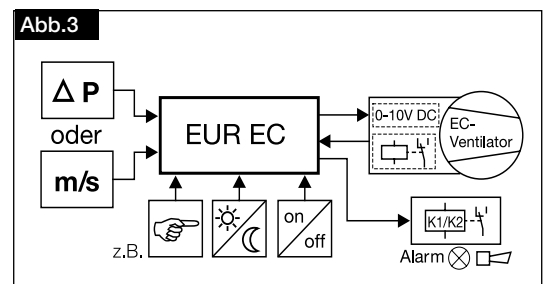 Abb.3
Δ P
oder
m/s
EUR EC
0-10V DC
EC-
Ventilator
z.B.
on
off
K1/K2
Alarm